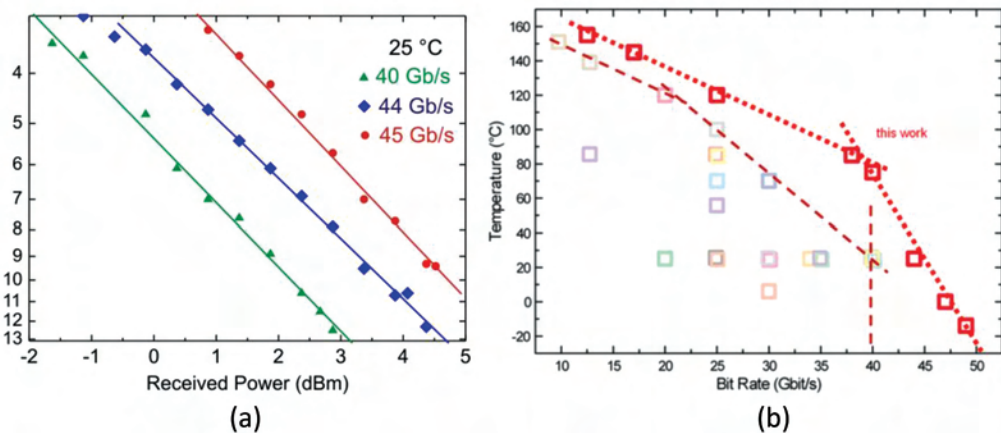 25 °C
40 Gb/s
44 Gb/s
45 Gb/s
4
5
6
7
8
9
10
11
12
13
-2 -1 0 1 2 3 4 5
Received Power (dBm)
(a)
Temperature (°C)
160
140
120
100
80
60
40
20
0
-20
this work
10 15 20 25 30 35 40 45 50
Bit Rate (Gbit/s)
(b)